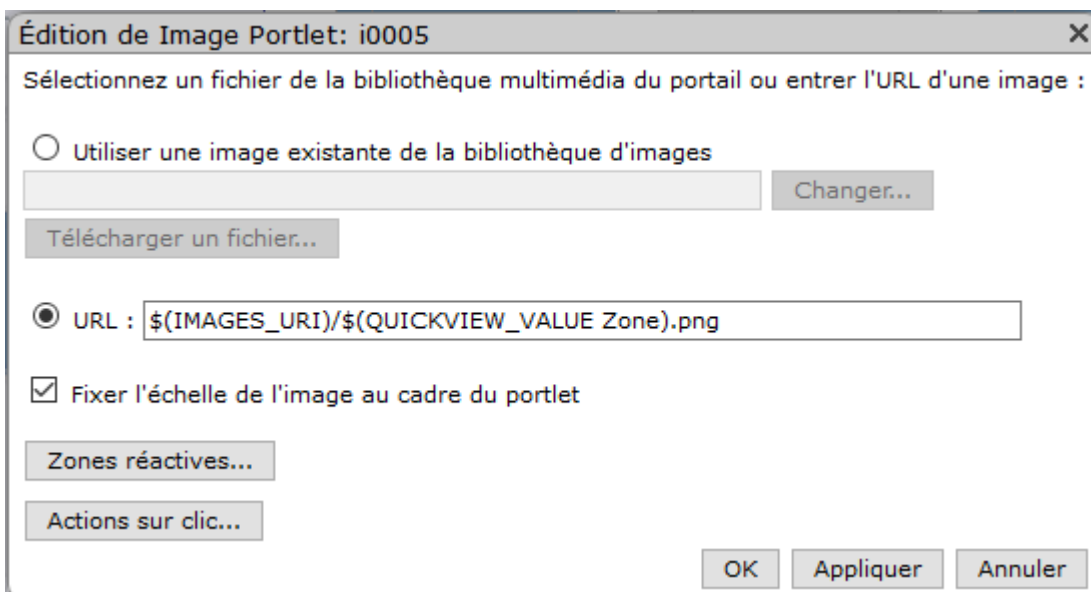 Édition de Image Portlet: i0005
Sélectionnez un fichier de la bibliothèque multimédia du portail ou entrer l'URL d'une image :
Utiliser une image existante de la bibliothèque d'images
Changer...
Télécharger un fichier...
URL : $(IMAGES_URI)/$(QUICKVIEW_VALUE Zone).png
Fixer l'échelle de l'image au cadre du portlet
Zones réactives...
Actions sur clic...
OK Appliquer Annuler